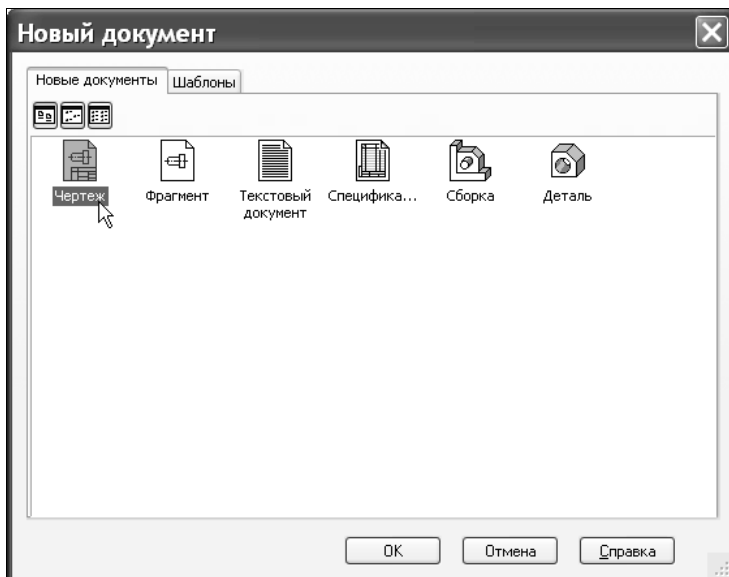 Новый документ
Новые документы Шаблоны
Чертеж Фрагмент Текстовый документ Специфика... Сборка Деталь
OK Отмена Справка